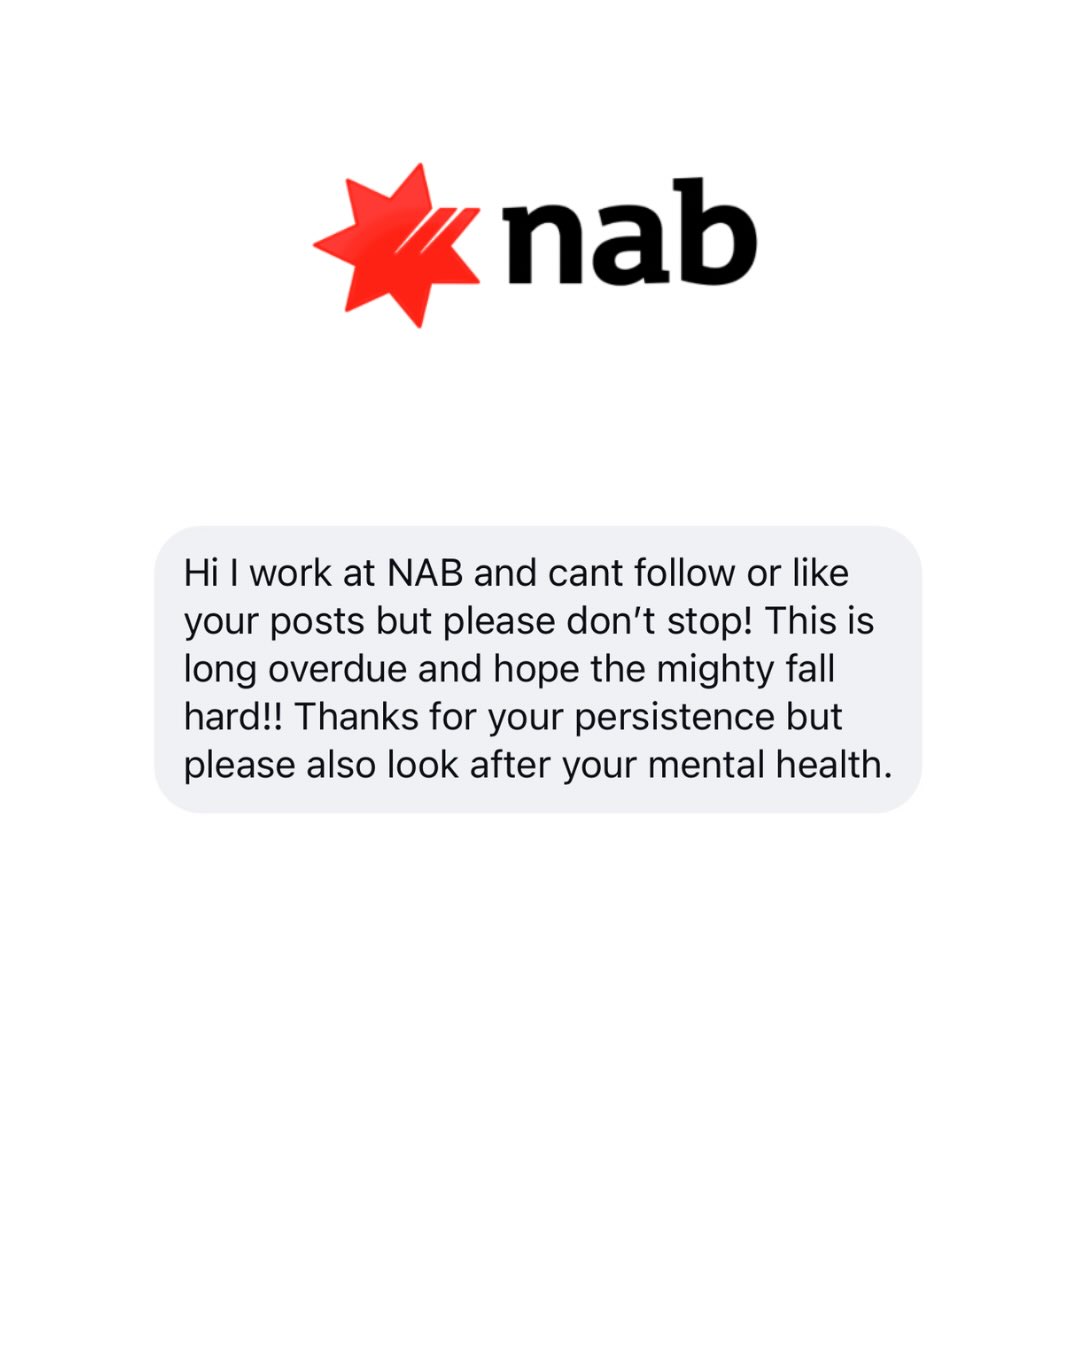 nab
Hi I work at NAB and cant follow or like
your posts but please don’t stop! This is
long overdue and hope the mighty fall
hard!! Thanks for your persistence but
please also look after your mental health.